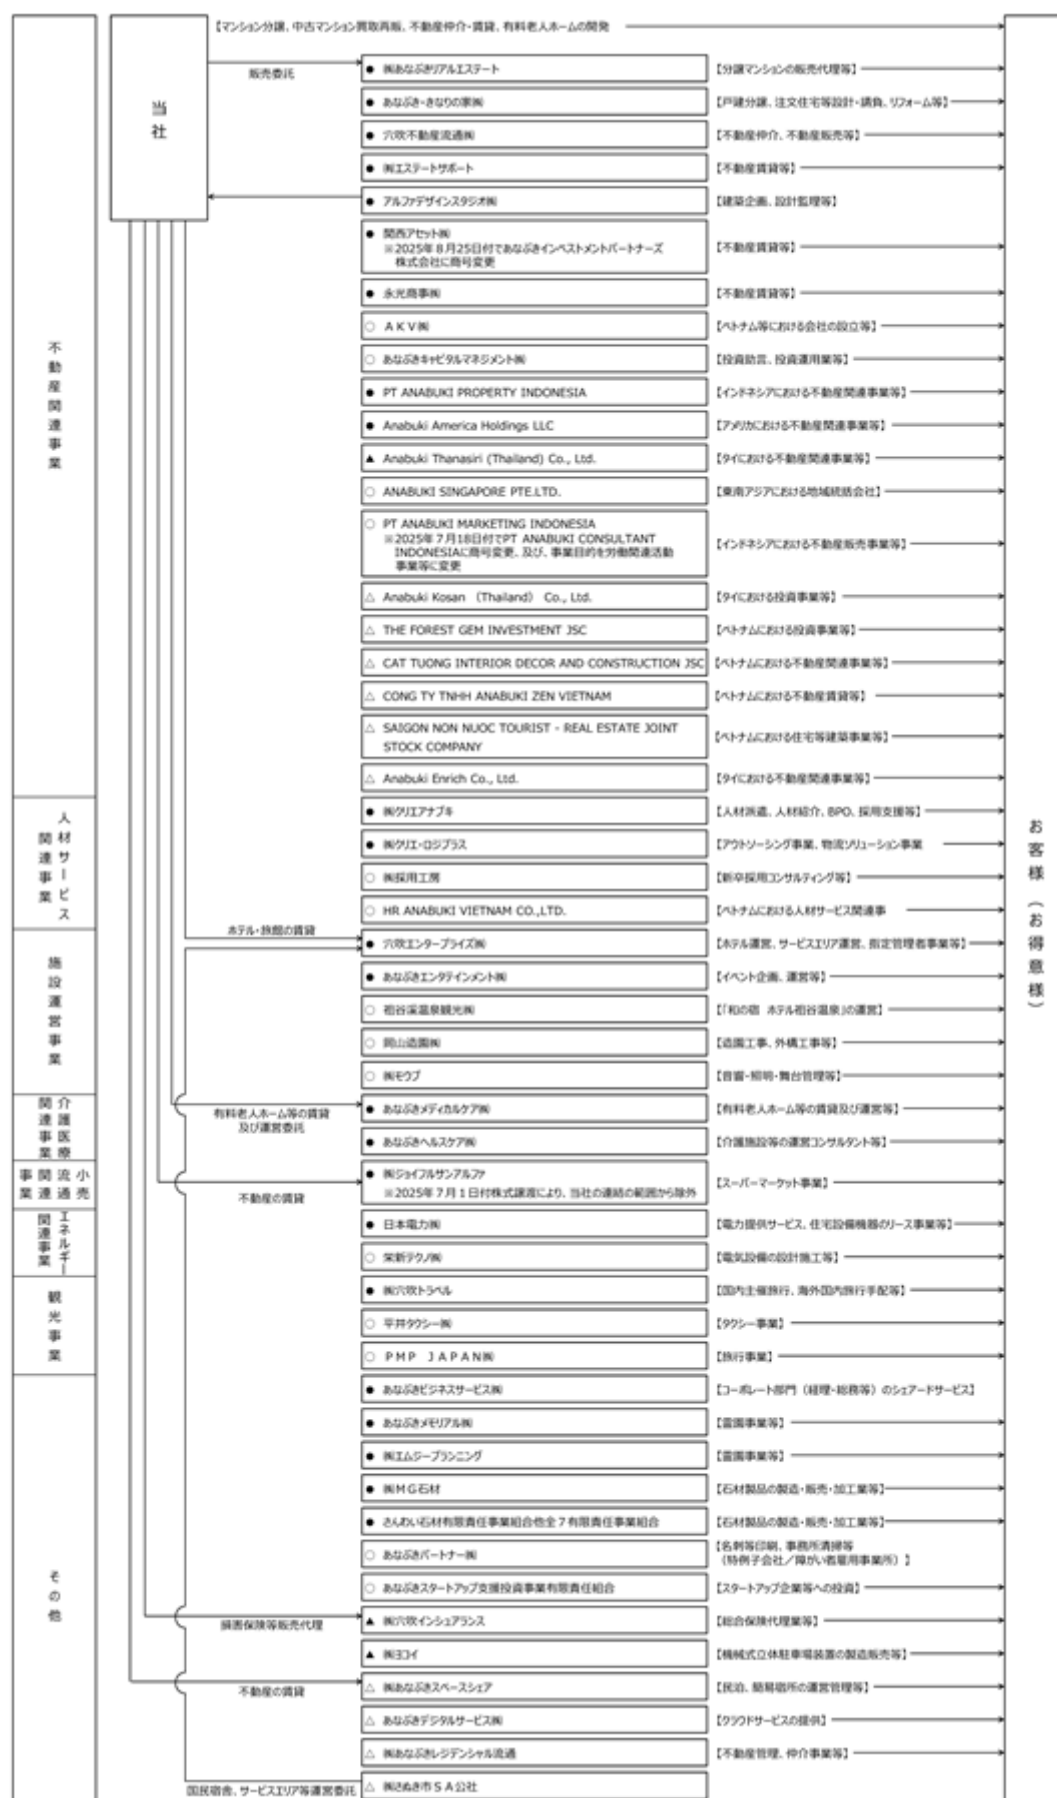 当社
【マンション分譲、中古マンション買取再販、不動産仲介・賃貸、有料老人ホームの開発
販売委託
不動産関連事業
● ㈱あなぶきリアルエステート 【分譲マンションの販売代理等】
● あなぶき・きなりの家㈱ 【戸建分譲、注文住宅等設計・請負、リフォーム等】
● 穴吹不動産流通㈱ 【不動産仲介、不動産販売等】
● ㈱エステートサポート 【不動産賃貸等】
● アルファデザインスタジオ㈱ 【建築企画、設計監理等】
● 関西アセット㈱ 【不動産賃貸等】
※2025年8月25日付であなぶきインベストメントパートナーズ
株式会社に商号変更
● 永光商事㈱ 【不動産賃貸等】
○ AKV㈱ 【ベトナム等における会社の設立等】
○ あなぶきキャピタルマネジメント㈱ 【投資助言、投資運用業等】
● PT ANABUKI PROPERTY INDONESIA 【インドネシアにおける不動産関連事業等】
● Anabuki America Holdings LLC 【アメリカにおける不動産関連事業等】
▲ Anabuki Thanasiri (Thailand) Co., Ltd. 【タイにおける不動産関連事業等】
○ ANABUKI SINGAPORE PTE.LTD. 【東南アジアにおける地域統括会社】
○ PT ANABUKI MARKETING INDONESIA 【インドネシアにおける不動産販売事業等】
※2025年7月18日付でPT ANABUKI CONSULTANT
INDONESIAに商号変更、及び、事業目的を労働関連活動
事業等に変更
△ Anabuki Kosan （Thailand） Co., Ltd. 【タイにおける投資事業等】
△ THE FOREST GEM INVESTMENT JSC 【ベトナムにおける投資事業等】
△ CAT TUONG INTERIOR DECOR AND CONSTRUCTION JSC 【ベトナムにおける不動産関連事業等】
△ CONG TY TNHH ANABUKI ZEN VIETNAM 【ベトナムにおける不動産賃貸等】
△ SAIGON NON NUOC TOURIST - REAL ESTATE JOINT
STOCK COMPANY 【ベトナムにおける住宅等建築事業等】
△ Anabuki Enrich Co., Ltd. 【タイにおける不動産関連事業等】
人材サービス関連事業
● ㈱クリエアナブキ 【人材派遣、人材紹介、BPO、採用支援等】
● ㈱クリエ・ロジプラス 【アウトソーシング事業、物流ソリューション事業
○ ㈱採用工房 【新卒採用コンサルティング等】
○ HR ANABUKI VIETNAM CO.,LTD. 【ベトナムにおける人材サービス関連事
お客様（お得意様）
施設運営事業
ホテル・旅館の賃貸
● 穴吹エンタープライズ㈱ 【ホテル運営、サービスエリア運営、指定管理者事業等】
● あなぶきエンタテインメント㈱ 【イベント企画、運営等】
○ 祖谷渓温泉観光㈱ 【「和の宿 ホテル祖谷温泉」の運営】
○ 岡山造園㈱ 【造園工事、外構工事等】
○ ㈱モウブ 【音響・照明・舞台管理等】
介護医療関連事業
有料老人ホーム等の賃貸
及び運営委託
● あなぶきメディカルケア㈱ 【有料老人ホーム等の賃貸及び運営等】
● あなぶきヘルスケア㈱ 【介護施設等の運営コンサルタント等】
小売流通関連事業
不動産の賃貸
● ㈱ジョイフルサンアルファ 【スーパーマーケット事業】
※2025年7月1日付株式譲渡により、当社の連結の範囲から除外
エネルギー関連事業
● 日本電力㈱ 【電力提供サービス、住宅設備機器のリース事業等】
○ 栄新テクノ㈱ 【電気設備の設計施工等】
観光事業
● ㈱穴吹トラベル 【国内主催旅行、海外国内旅行手配等】
○ 平井タクシー㈱ 【タクシー事業】
○ PMP JAPAN㈱ 【旅行事業】
その他
● あなぶきビジネスサービス㈱ 【コーポレート部門（経理・総務等）のシェアードサービス】
● あなぶきメモリアル㈱ 【霊園事業等】
● ㈱エムジープランニング 【霊園事業等】
● ㈱MG石材 【石材製品の製造・販売・加工業等】
● さんわい石材有限責任事業組合他全7有限責任事業組合 【石材製品の製造・販売・加工業等】
○ あなぶきパートナー㈱ 【名刺等印刷、事務所清掃等
（特例子会社／障がい者雇用事業所）】
○ あなぶきスタートアップ支援投資事業有限責任組合 【スタートアップ企業等への投資】
損害保険等販売代理
▲ ㈱穴吹インシュアランス 【総合保険代理業等】
▲ ㈱ヨコイ 【機械式立体駐車場装置の製造販売等】
不動産の賃貸
△ ㈱あなぶきスペースシェア 【民泊、簡易宿所の運営管理等】
△ あなぶきデジタルサービス㈱ 【クラウドサービスの提供】
△ ㈱あなぶきレジデンシャル流通 【不動産管理、仲介事業等】
国民宿舎、サービスエリア等運営委託
△ ㈱さぬき市SA公社